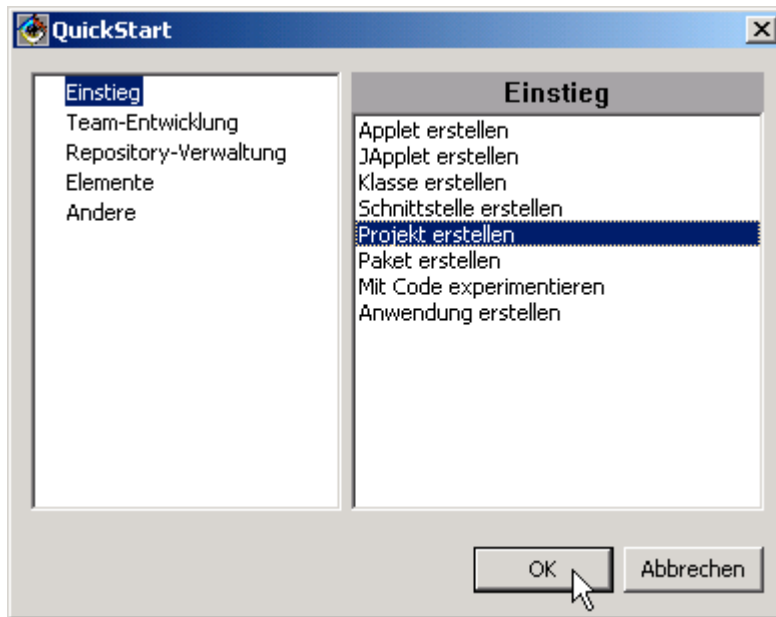 QuickStart
Einstieg
Team-Entwicklung
Repository-Verwaltung
Elemente
Andere
Einstieg
Applet erstellen
JApplet erstellen
Klasse erstellen
Schnittstelle erstellen
Projekt erstellen
Paket erstellen
Mit Code experimentieren
Anwendung erstellen
OK
Abbrechen